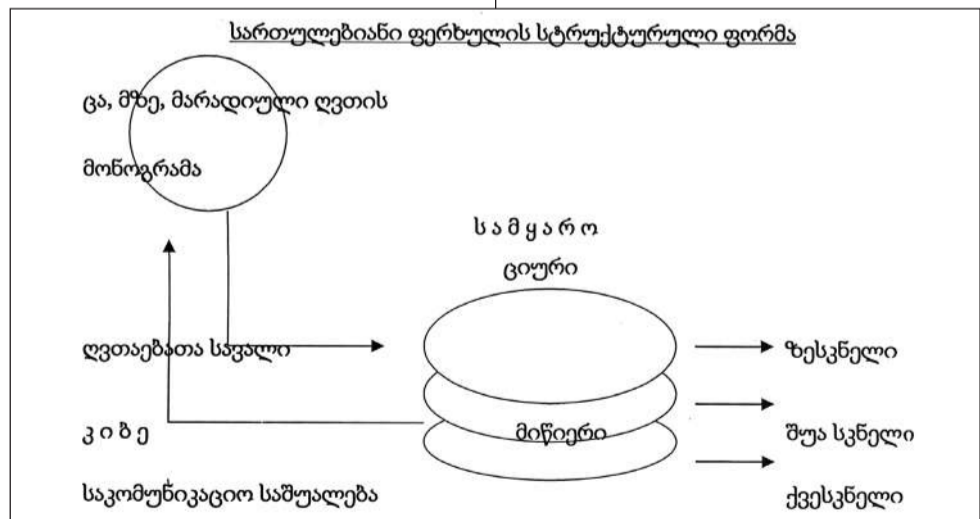 სართულებიანი ფერხულის სტრუქტურული ფორმა
ცა, მზე, მარადიული ღვთის
მონოგრამა
ს ა მ ყ ა რ ო
ციური
ღვთაებათა სავალი
ზესკნელი
კ ი ბ ე
მიწიერი
შუა სკნელი
საკომუნიკაციო საშუალება
ქვესკნელი